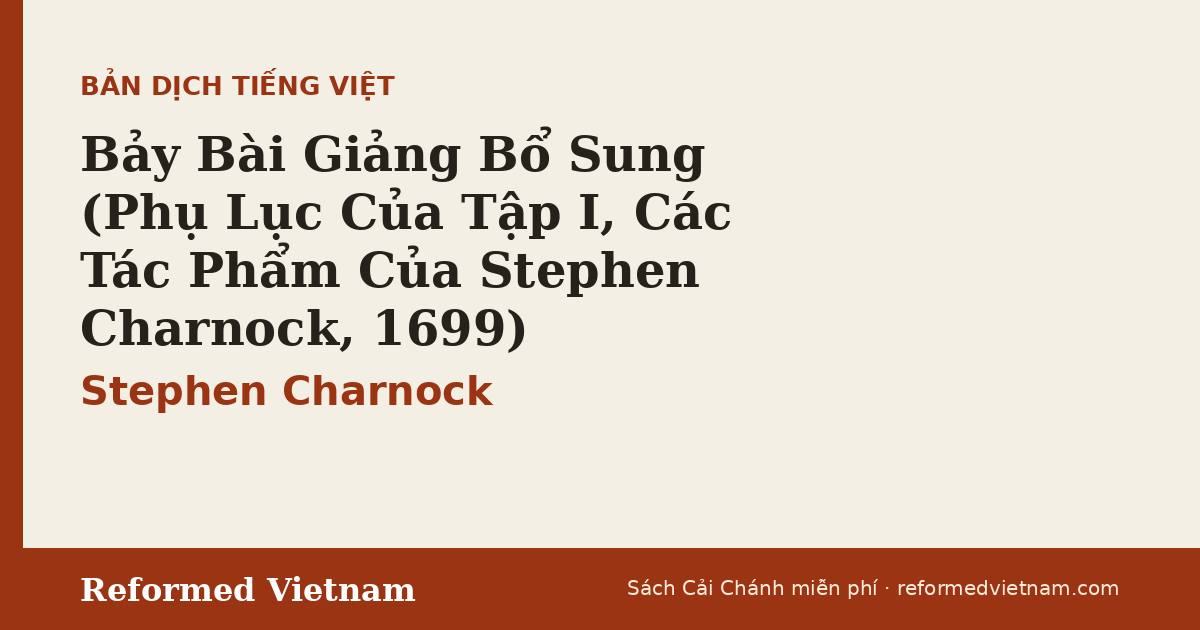 BẢN DỊCH TIẾNG VIỆT
Bảy Bài Giảng Bổ Sung
(Phụ Lục Của Tập I, Các
Tác Phẩm Của Stephen
Charnock, 1699)
Stephen Charnock
Reformed Vietnam
Sách Cải Chánh miễn phí · reformedvietnam.com